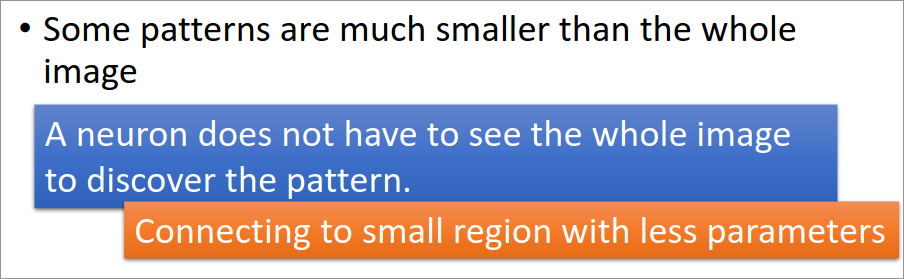 • Some patterns are much smaller than the whole
image
A neuron does not have to see the whole image
to discover the pattern.
Connecting to small region with less parameters